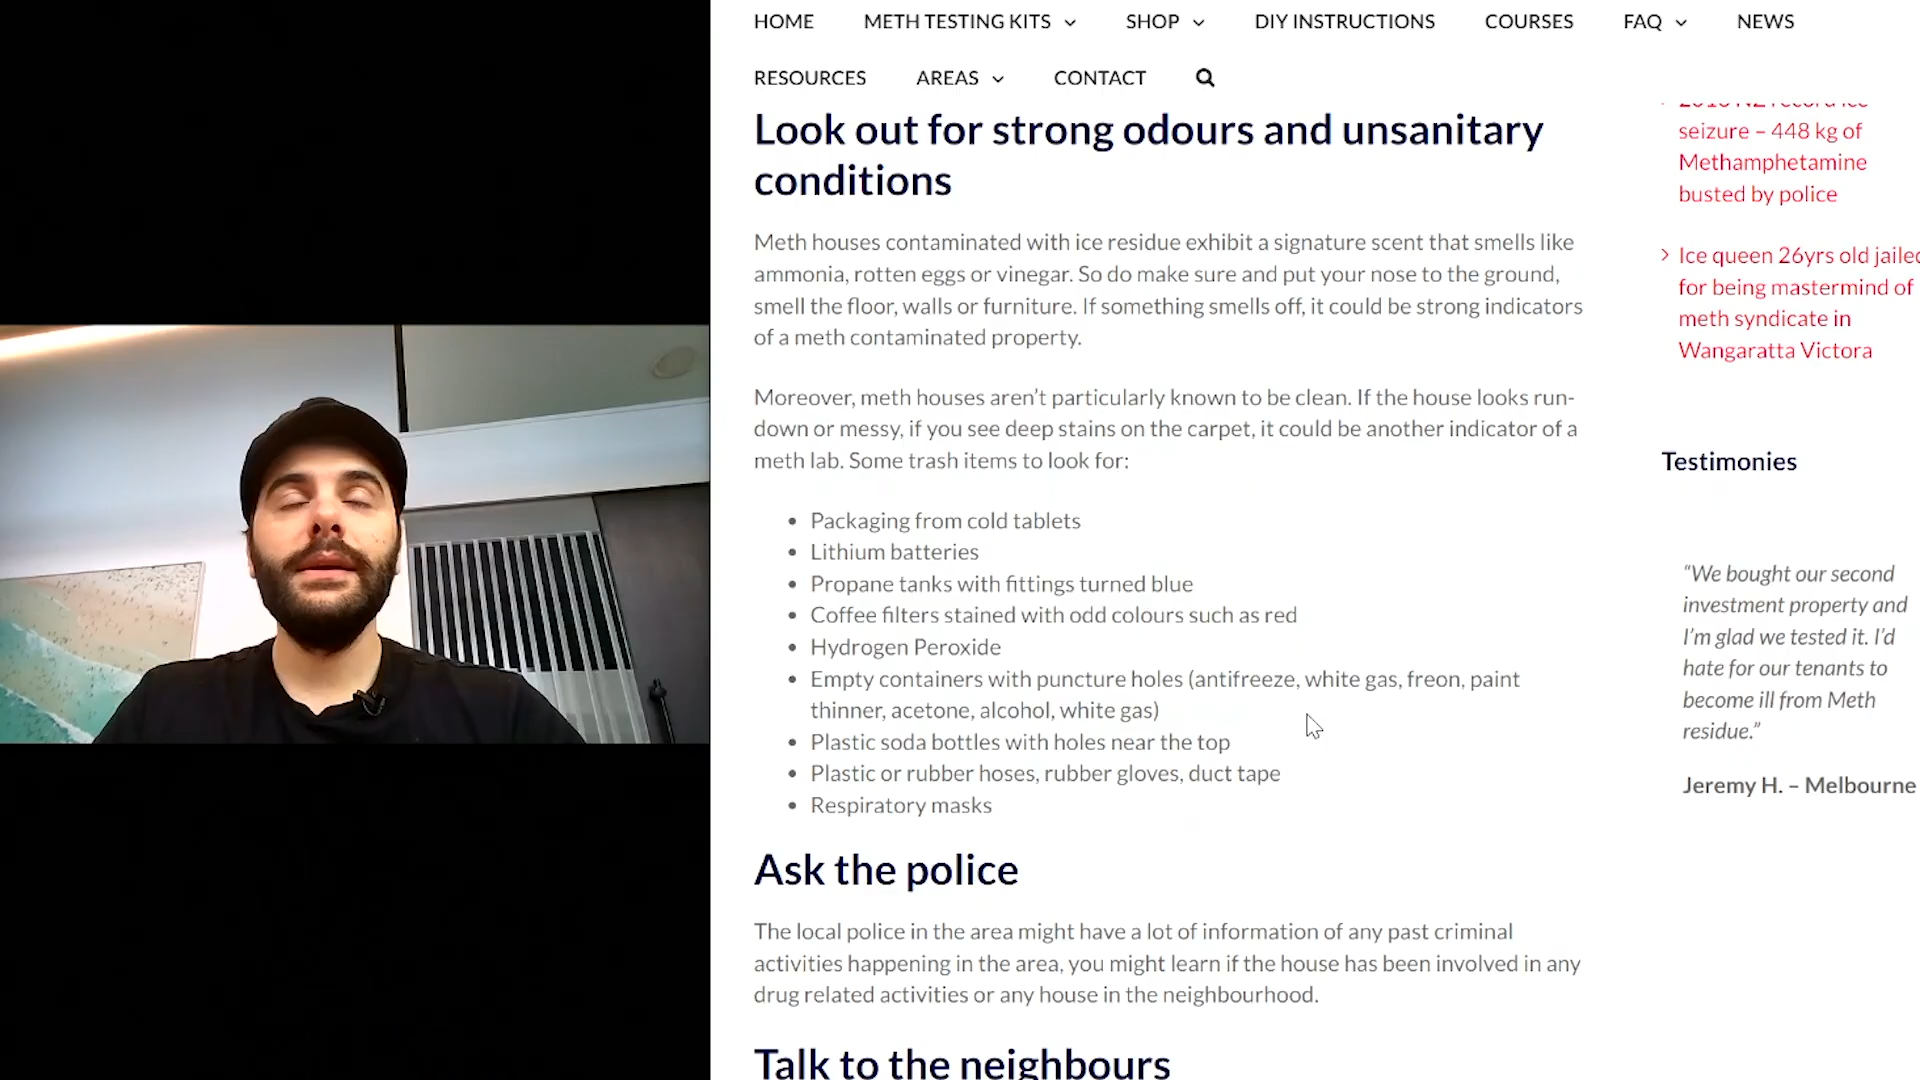 HOME METH TESTING KITS SHOP DIY INSTRUCTIONS COURSES FAQ NEWS
RESOURCES AREAS CONTACT
Look out for strong odours and unsanitary
conditions
Meth houses contaminated with ice residue exhibit a signature scent that smells like
ammonia, rotten eggs or vinegar. So do make sure and put your nose to the ground,
smell the floor, walls or furniture. If something smells off, it could be strong indicators
of a meth contaminated property.
Moreover, meth houses aren't particularly known to be clean. If the house looks run-
down or messy, if you see deep stains on the carpet, it could be another indicator of a
meth lab. Some trash items to look for:
• Packaging from cold tablets
• Lithium batteries
• Propane tanks with fittings turned blue
• Coffee filters stained with odd colours such as red
• Hydrogen Peroxide
• Empty containers with puncture holes (antifreeze, white gas, freon, paint
thinner, acetone, alcohol, white gas)
• Plastic soda bottles with holes near the top
• Plastic or rubber hoses, rubber gloves, duct tape
• Respiratory masks
Ask the police
The local police in the area might have a lot of information of any past criminal
activities happening in the area, you might learn if the house has been involved in any
drug related activities or any house in the neighbourhood.
Talk to the neighbours
seizure – 448 kg of
Methamphetamine
busted by police
Ice queen 26yrs old jailed
for being mastermind of
meth syndicate in
Wangaratta Victora
Testimonies
“We bought our second
investment property and
I'm glad we tested it. I'd
hate for our tenants to
become ill from Meth
residue.”
Jeremy H. – Melbourne